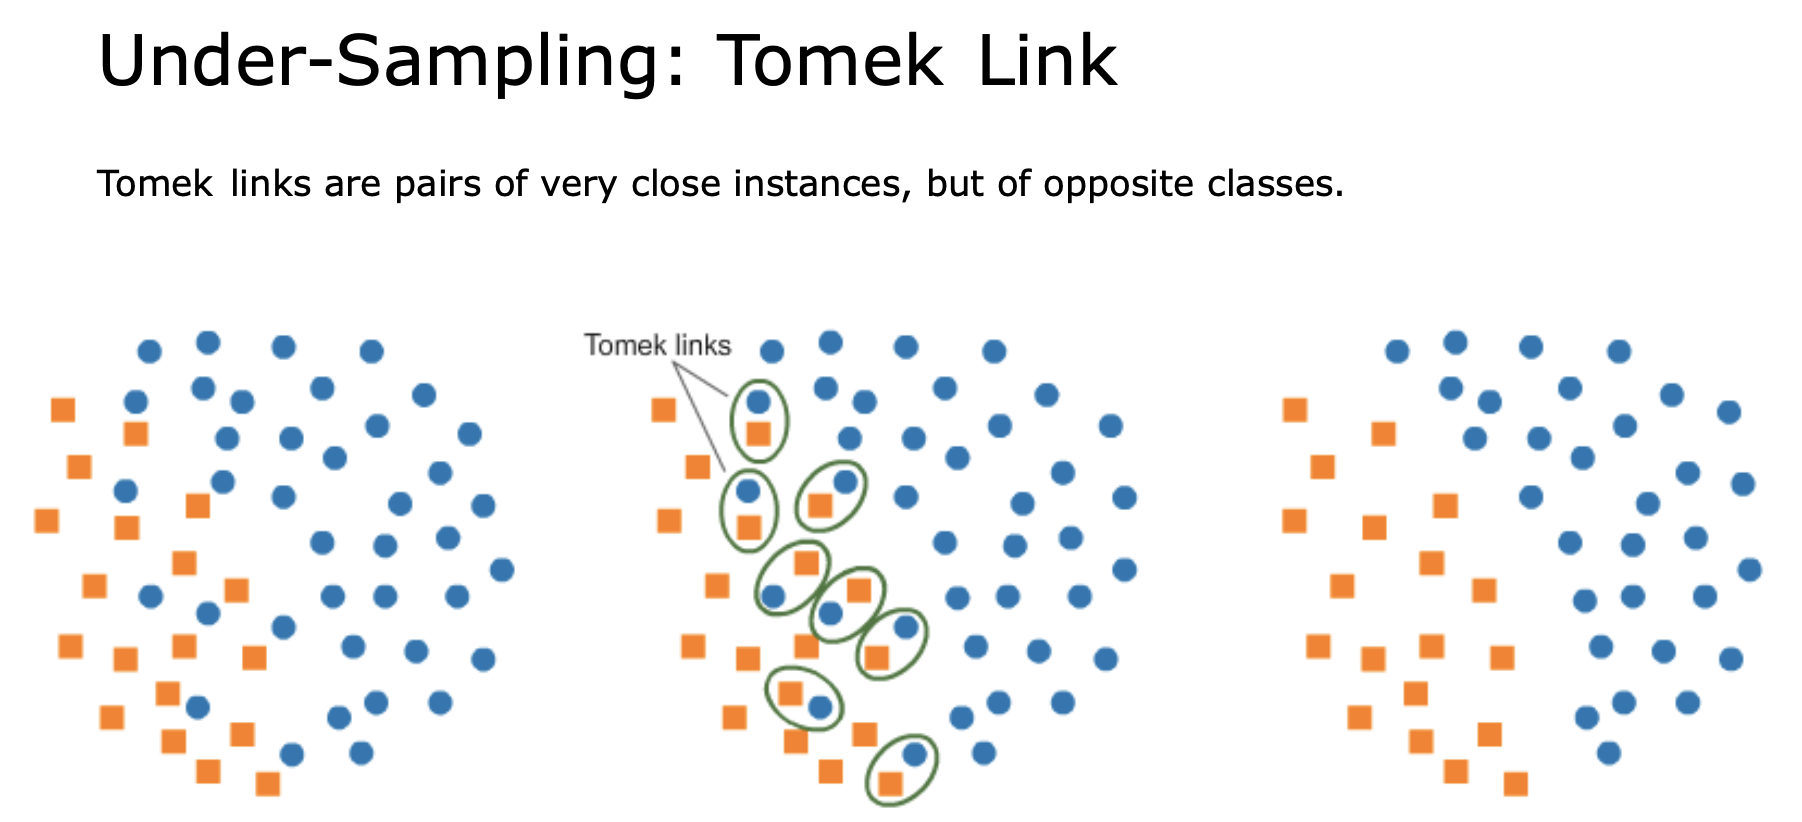 Under-Sampling: Tomek Link
Tomek links are pairs of very close instances, but of opposite classes.
Tomek links